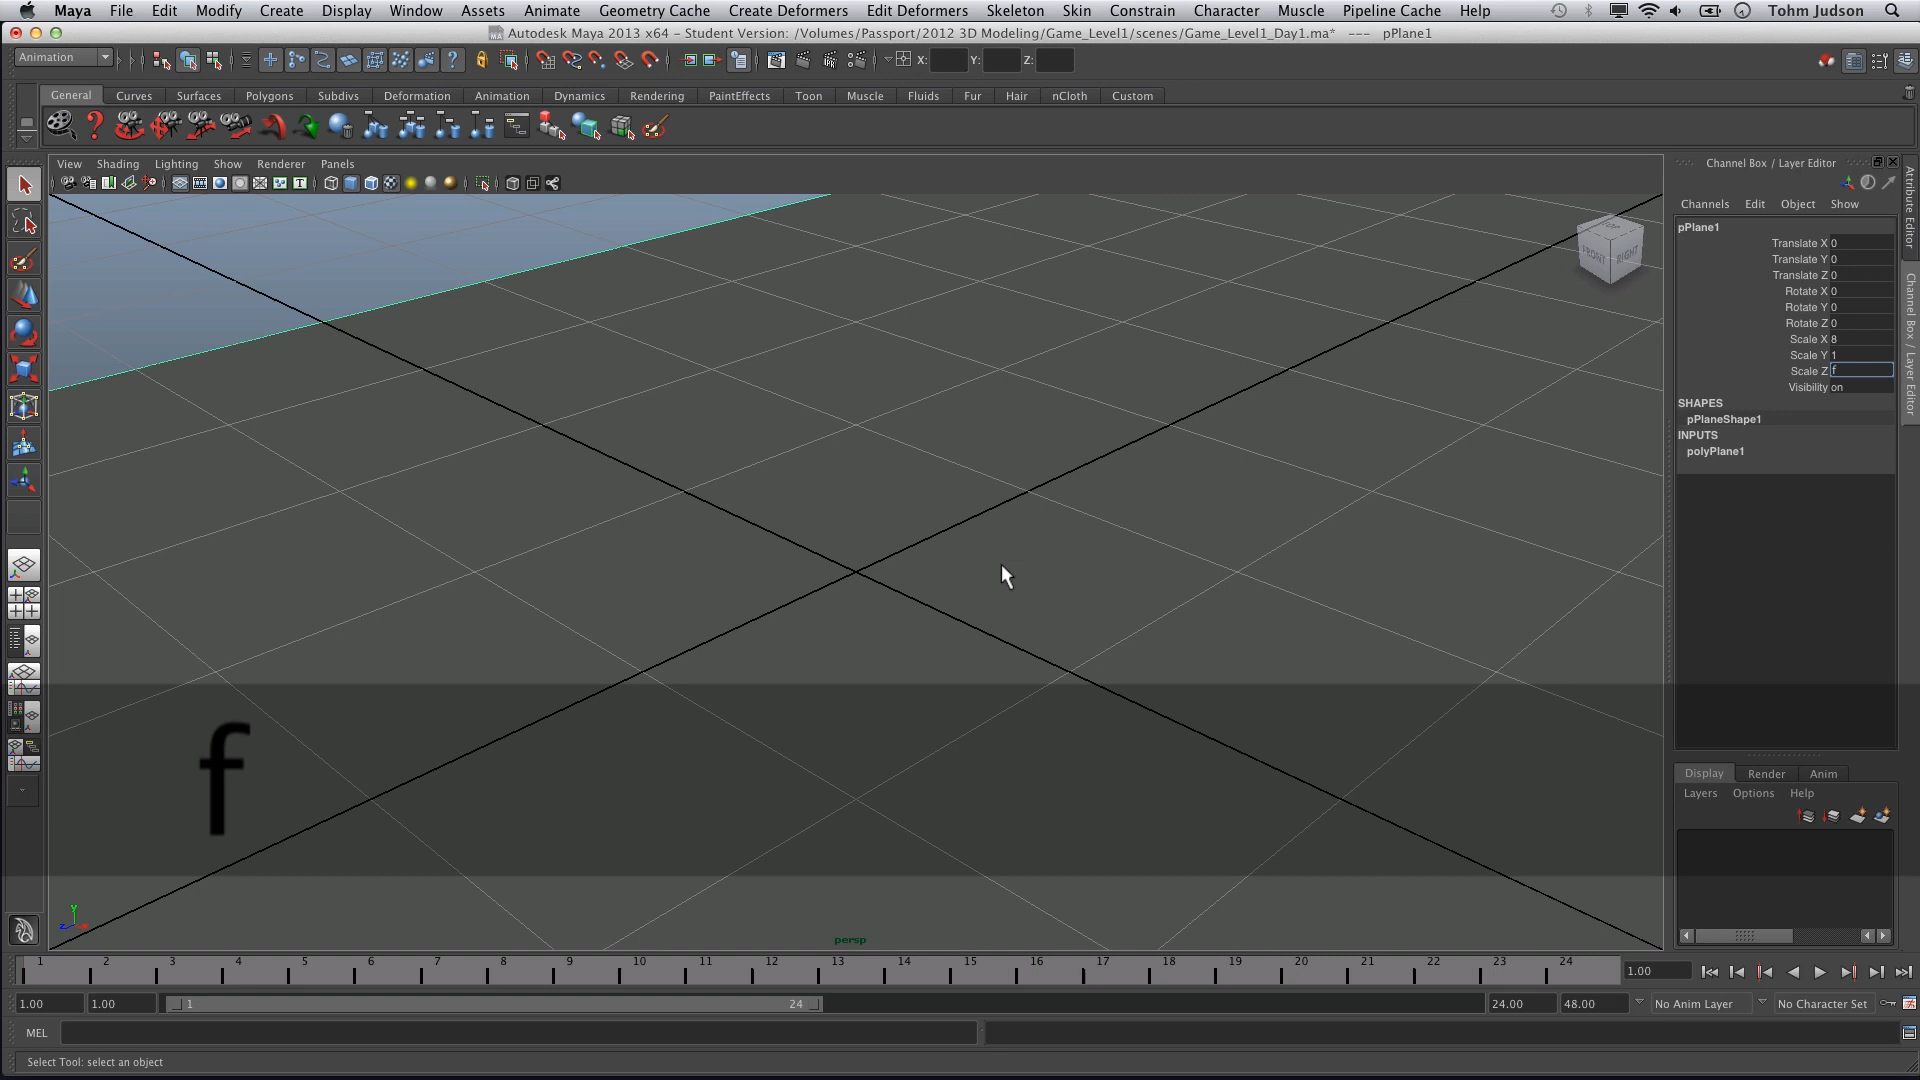 Maya File Edit Modify Create Display Window Assets Animate Geometry Cache Create Deformers Edit Deformers Skeleton Skin Constrain Character Muscle Pipeline Cache Help Tohm Judson
Autodesk Maya 2013 x64 - Student Version: /Volumes/Passport/2012 3D Modeling/Game_Level1/scenes/Game_Level1_Day1.ma* --- pPlane1
Animation X: Y: Z:
General Curves Surfaces Polygons Subdivs Deformation Animation Dynamics Rendering PaintEffects Toon Muscle Fluids Fur Hair nCloth Custom
View Shading Lighting Show Renderer Panels
Channel Box / Layer Editor
Channels Edit Object Show
pPlane1
Translate X 0
Translate Y 0
Translate Z 0
Rotate X 0
Rotate Y 0
Rotate Z 0
Scale X 8
Scale Y 1
Scale Z f
Visibility on
SHAPES
pPlaneShape1
INPUTS
polyPlane1
Attribute Editor
Channel Box / Layer Editor
TOP
FRONT RIGHT
f
Display Render Anim
Layers Options Help
y
z
persp
1 2 3 4 5 6 7 8 9 10 11 12 13 14 15 16 17 18 19 20 21 22 23 24 1.00
1.00 1.00 1 24 24.00 48.00 No Anim Layer No Character Set
MEL
Select Tool: select an object